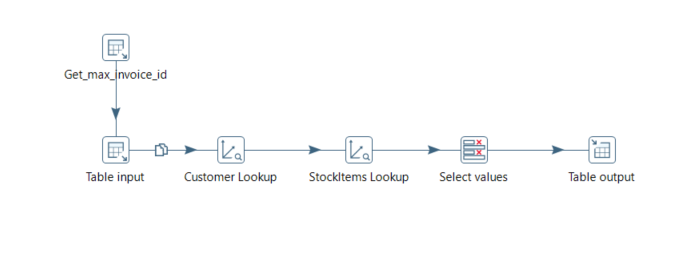 Get_max_invoice_id
Table input
Customer Lookup
StockItems Lookup
Select values
Table output